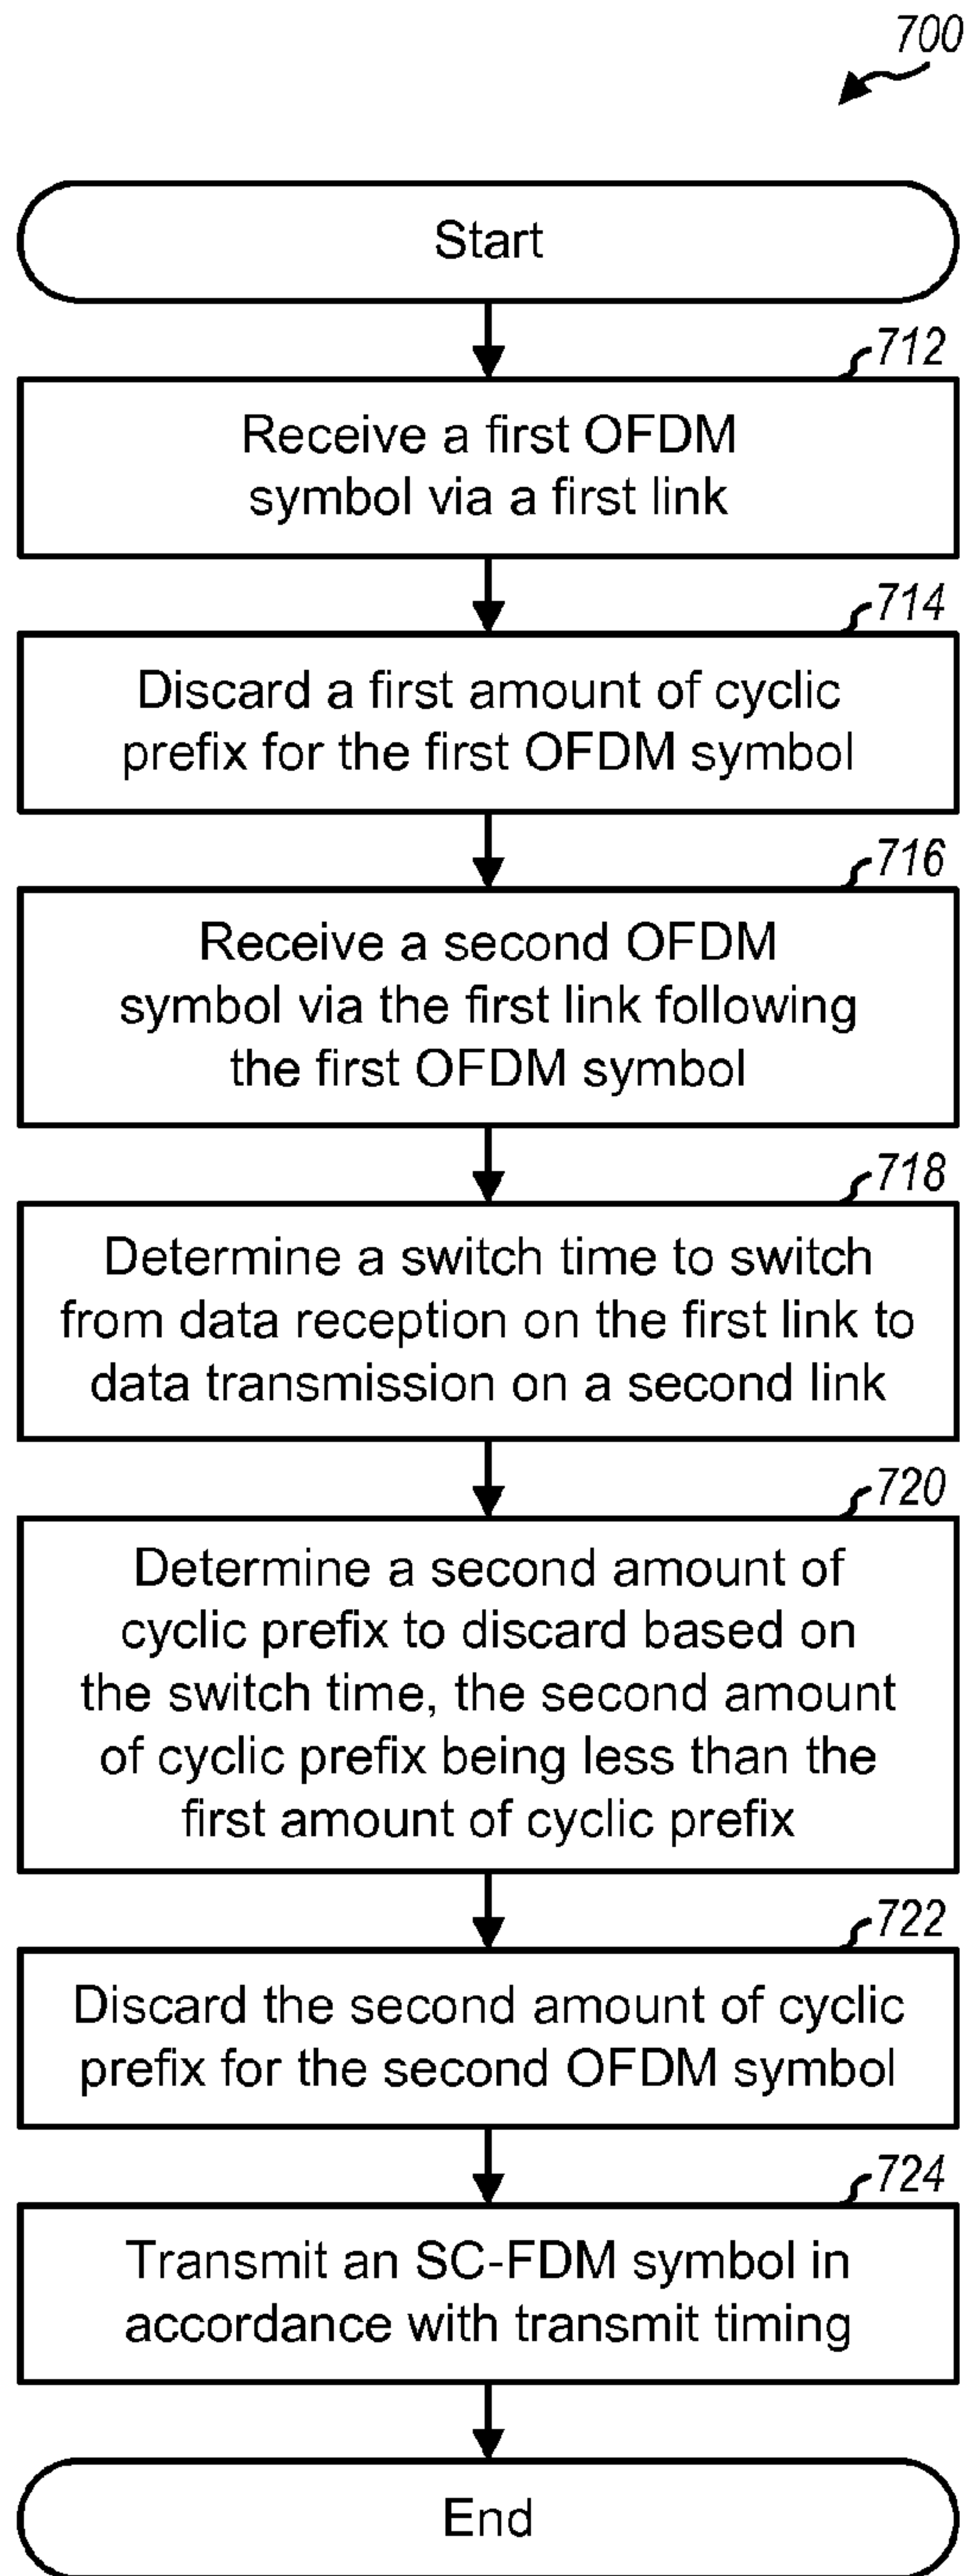 700
Start
712
Receive a first OFDM
symbol via a first link
714
Discard a first amount of cyclic
prefix for the first OFDM symbol
716
Receive a second OFDM
symbol via the first link following
the first OFDM symbol
718
Determine a switch time to switch
from data reception on the first link to
data transmission on a second link
720
Determine a second amount of
cyclic prefix to discard based on
the switch time, the second amount
of cyclic prefix being less than the
first amount of cyclic prefix
722
Discard the second amount of cyclic
prefix for the second OFDM symbol
724
Transmit an SC-FDM symbol in
accordance with transmit timing
End